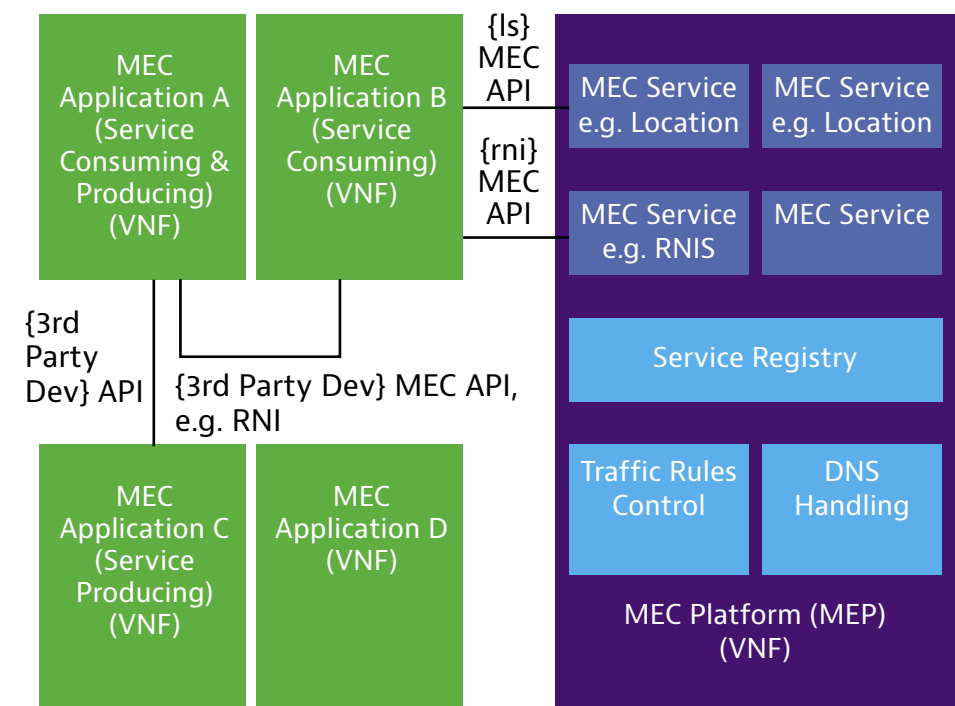 MEC
Application A
(Service
Consuming &
Producing)
(VNF)
MEC
Application B
(Service
Consuming)
(VNF)
{ls}
MEC
API
{rni}
MEC
API
MEC Service
e.g. Location
MEC Service
e.g. Location
MEC Service
e.g. RNIS
MEC Service
Service Registry
{3rd
Party
Dev} API
{3rd Party Dev} MEC API,
e.g. RNI
MEC
Application C
(Service
Producing)
(VNF)
MEC
Application D
(VNF)
Traffic Rules
Control
DNS
Handling
MEC Platform (MEP)
(VNF)